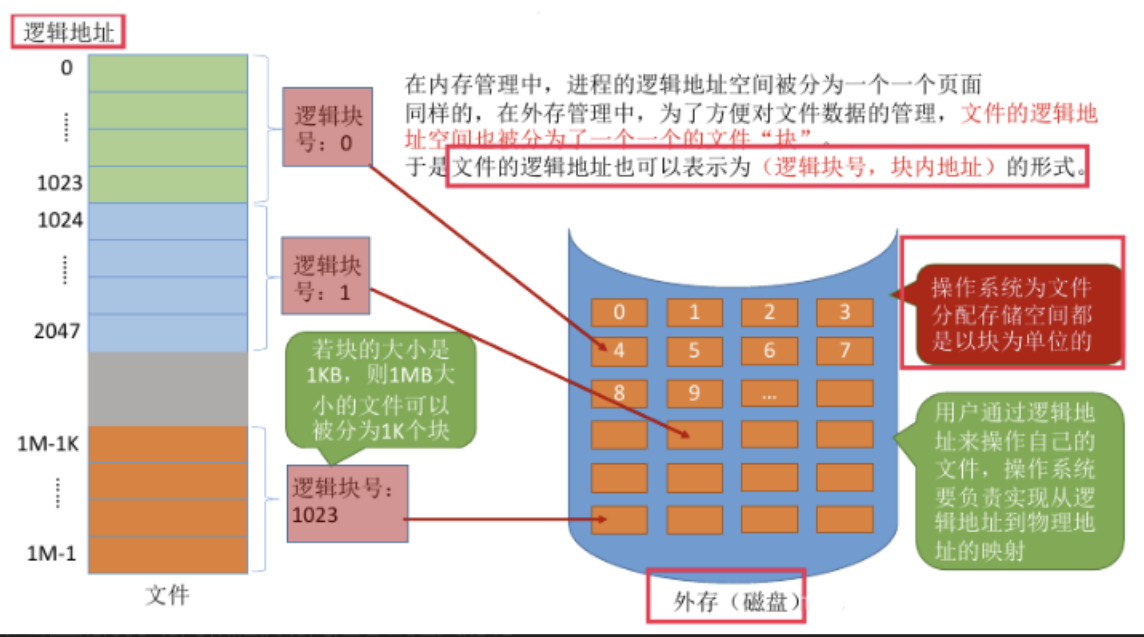 逻辑地址
0
1023
1024
2047
1M-1K
1M-1
文件
逻辑块
号：0
逻辑块
号：1
若块的大小是
1KB，则1MB大
小的文件可以
被分为1K个块
逻辑块号：
1023
在内存管理中，进程的逻辑地址空间被分为一个一个页面
同样的，在外存管理中，为了方便对文件数据的管理，文件的逻辑地
址空间也被分为了一个一个的文件“块”。
于是文件的逻辑地址也可以表示为（逻辑块号，块内地址）的形式。
0 1 2 3
4 5 6 7
8 9 ...
外存（磁盘）
操作系统为文件
分配存储空间都
是以块为单位的
用户通过逻辑地
址来操作自己的
文件，操作系统
要负责实现从逻
辑地址到物理地
址的映射